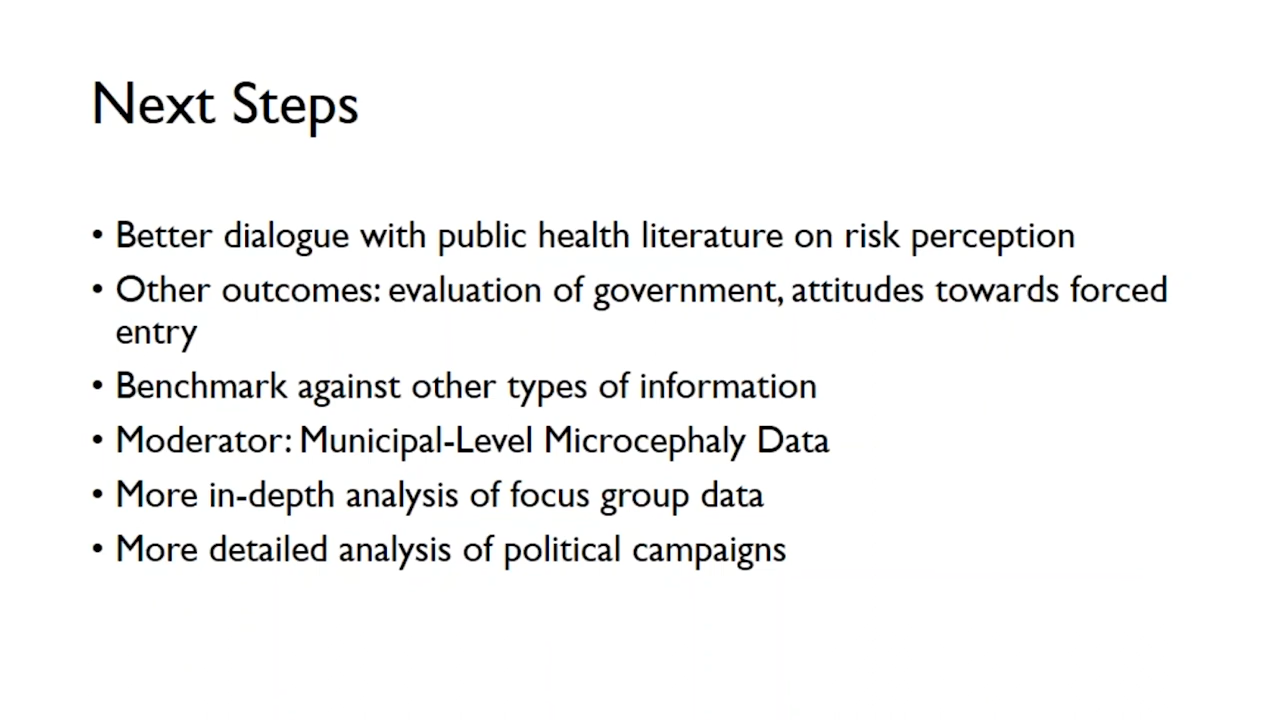 Next Steps
• Better dialogue with public health literature on risk perception
• Other outcomes: evaluation of government, attitudes towards forced
entry
• Benchmark against other types of information
• Moderator: Municipal-Level Microcephaly Data
• More in-depth analysis of focus group data
• More detailed analysis of political campaigns